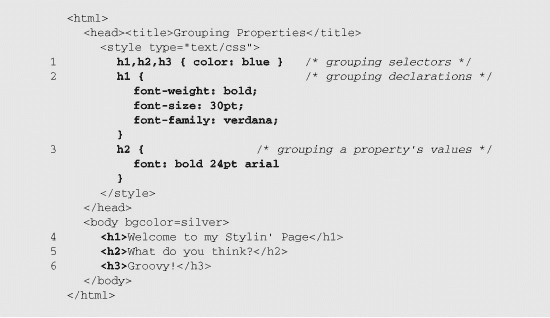 <html>
<head><title>Grouping Properties</title>
<style type="text/css">
1 h1,h2,h3 { color: blue } /* grouping selectors */
2 h1 { /* grouping declarations */
font-weight: bold;
font-size: 30pt;
font-family: verdana;
}
3 h2 { /* grouping a property's values */
font: bold 24pt arial
}
</style>
</head>
<body bgcolor=silver>
4 <h1>Welcome to my Stylin' Page</h1>
5 <h2>What do you think?</h2>
6 <h3>Groovy!</h3>
</body>
</html>